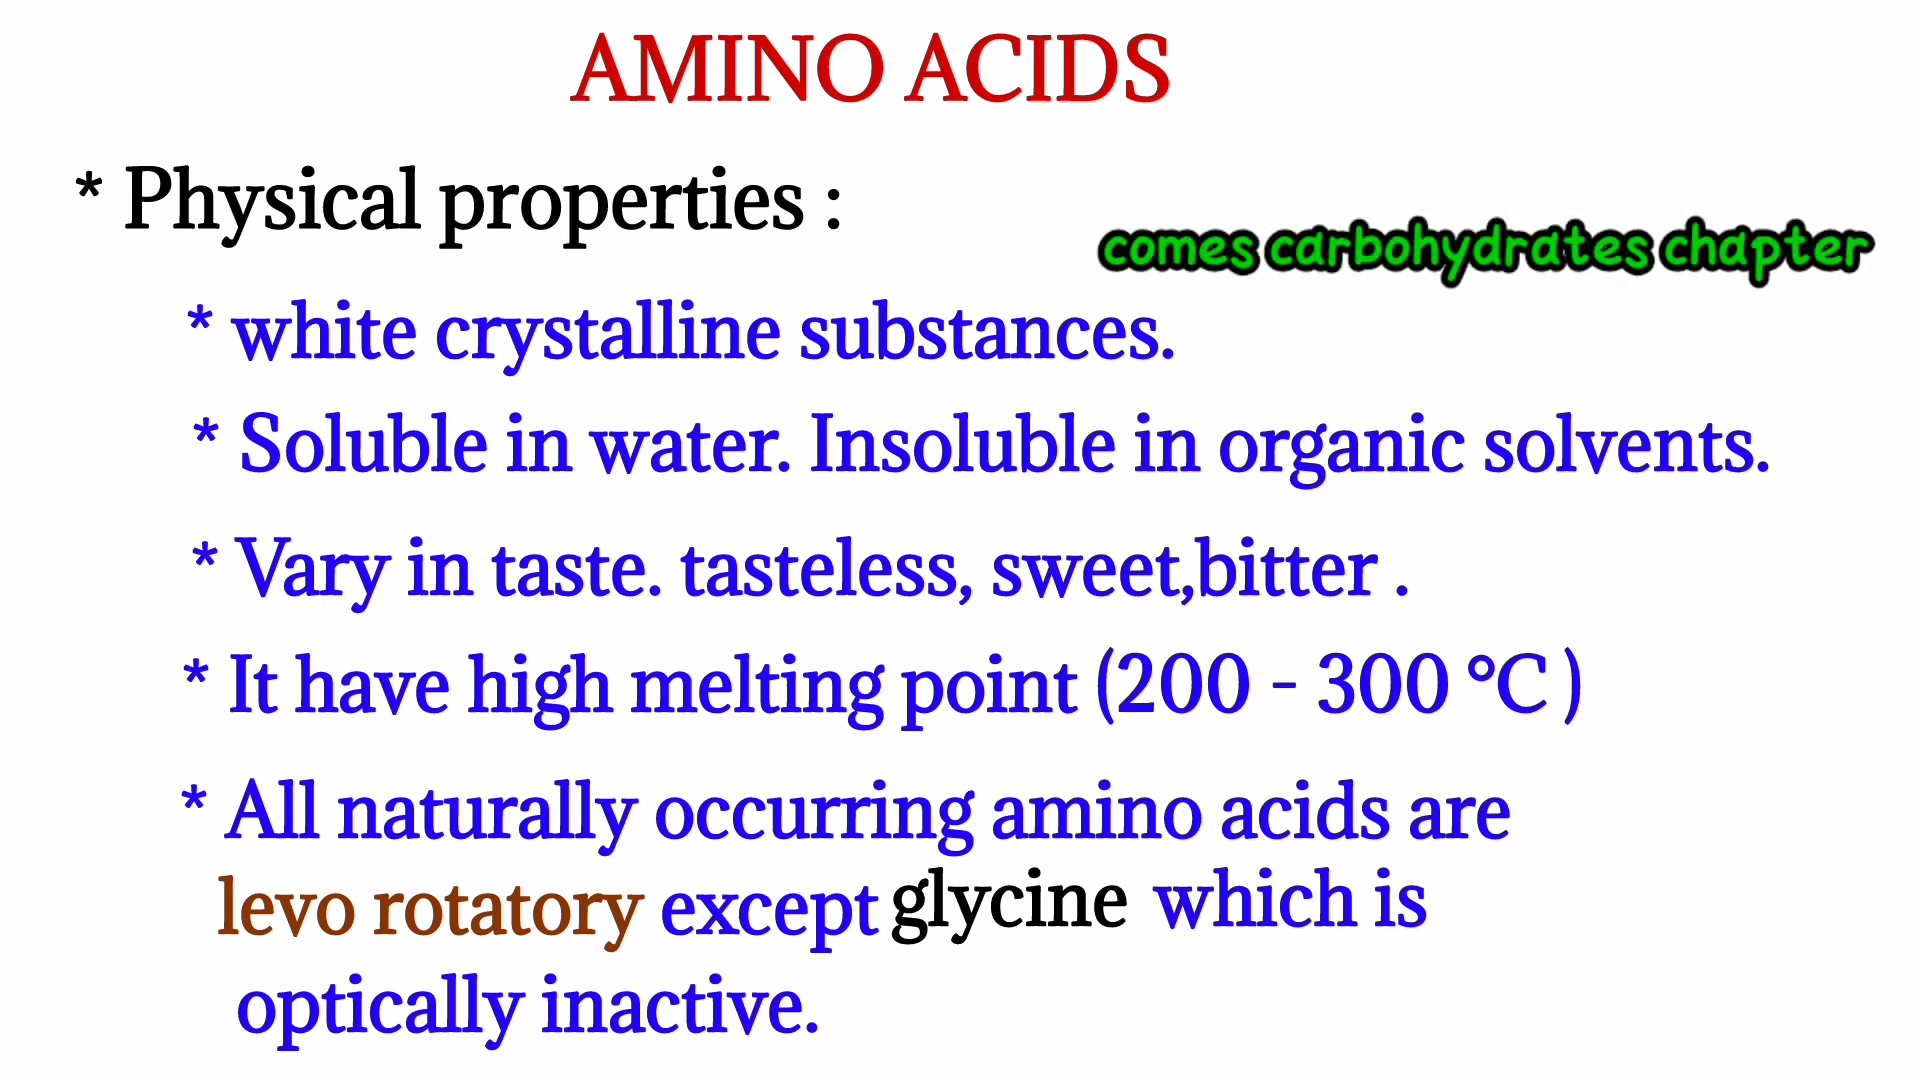 AMINO ACIDS
* Physical properties :
comes carbohydrates chapter
* white crystalline substances.
* Soluble in water. Insoluble in organic solvents.
* Vary in taste. tasteless, sweet,bitter .
* It have high melting point (200 - 300 °C )
* All naturally occurring amino acids are
levo rotatory except glycine which is
optically inactive.